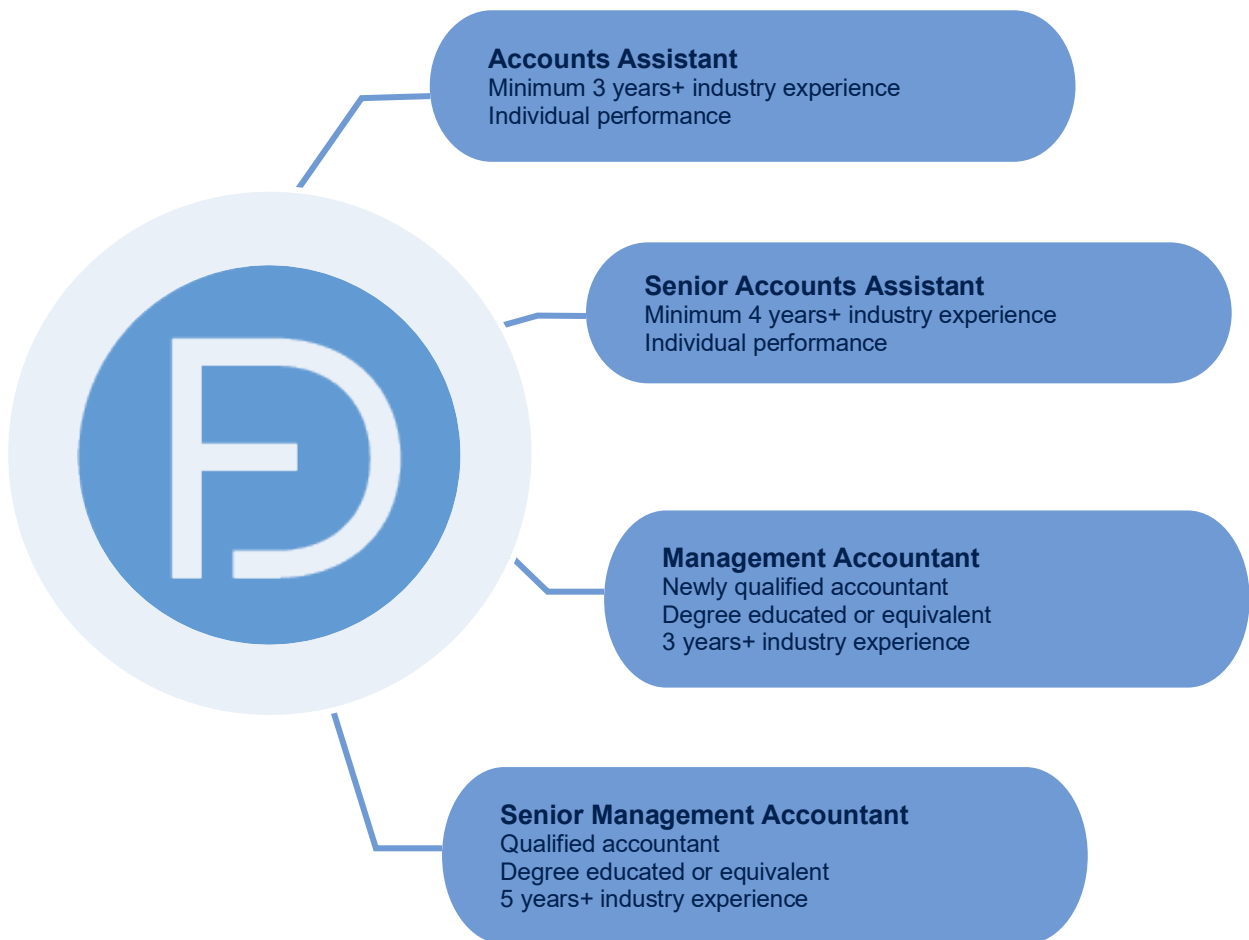 Accounts Assistant
Minimum 3 years+ industry experience
Individual performance
Senior Accounts Assistant
Minimum 4 years+ industry experience
Individual performance
FD
Management Accountant
Newly qualified accountant
Degree educated or equivalent
3 years+ industry experience
Senior Management Accountant
Qualified accountant
Degree educated or equivalent
5 years+ industry experience